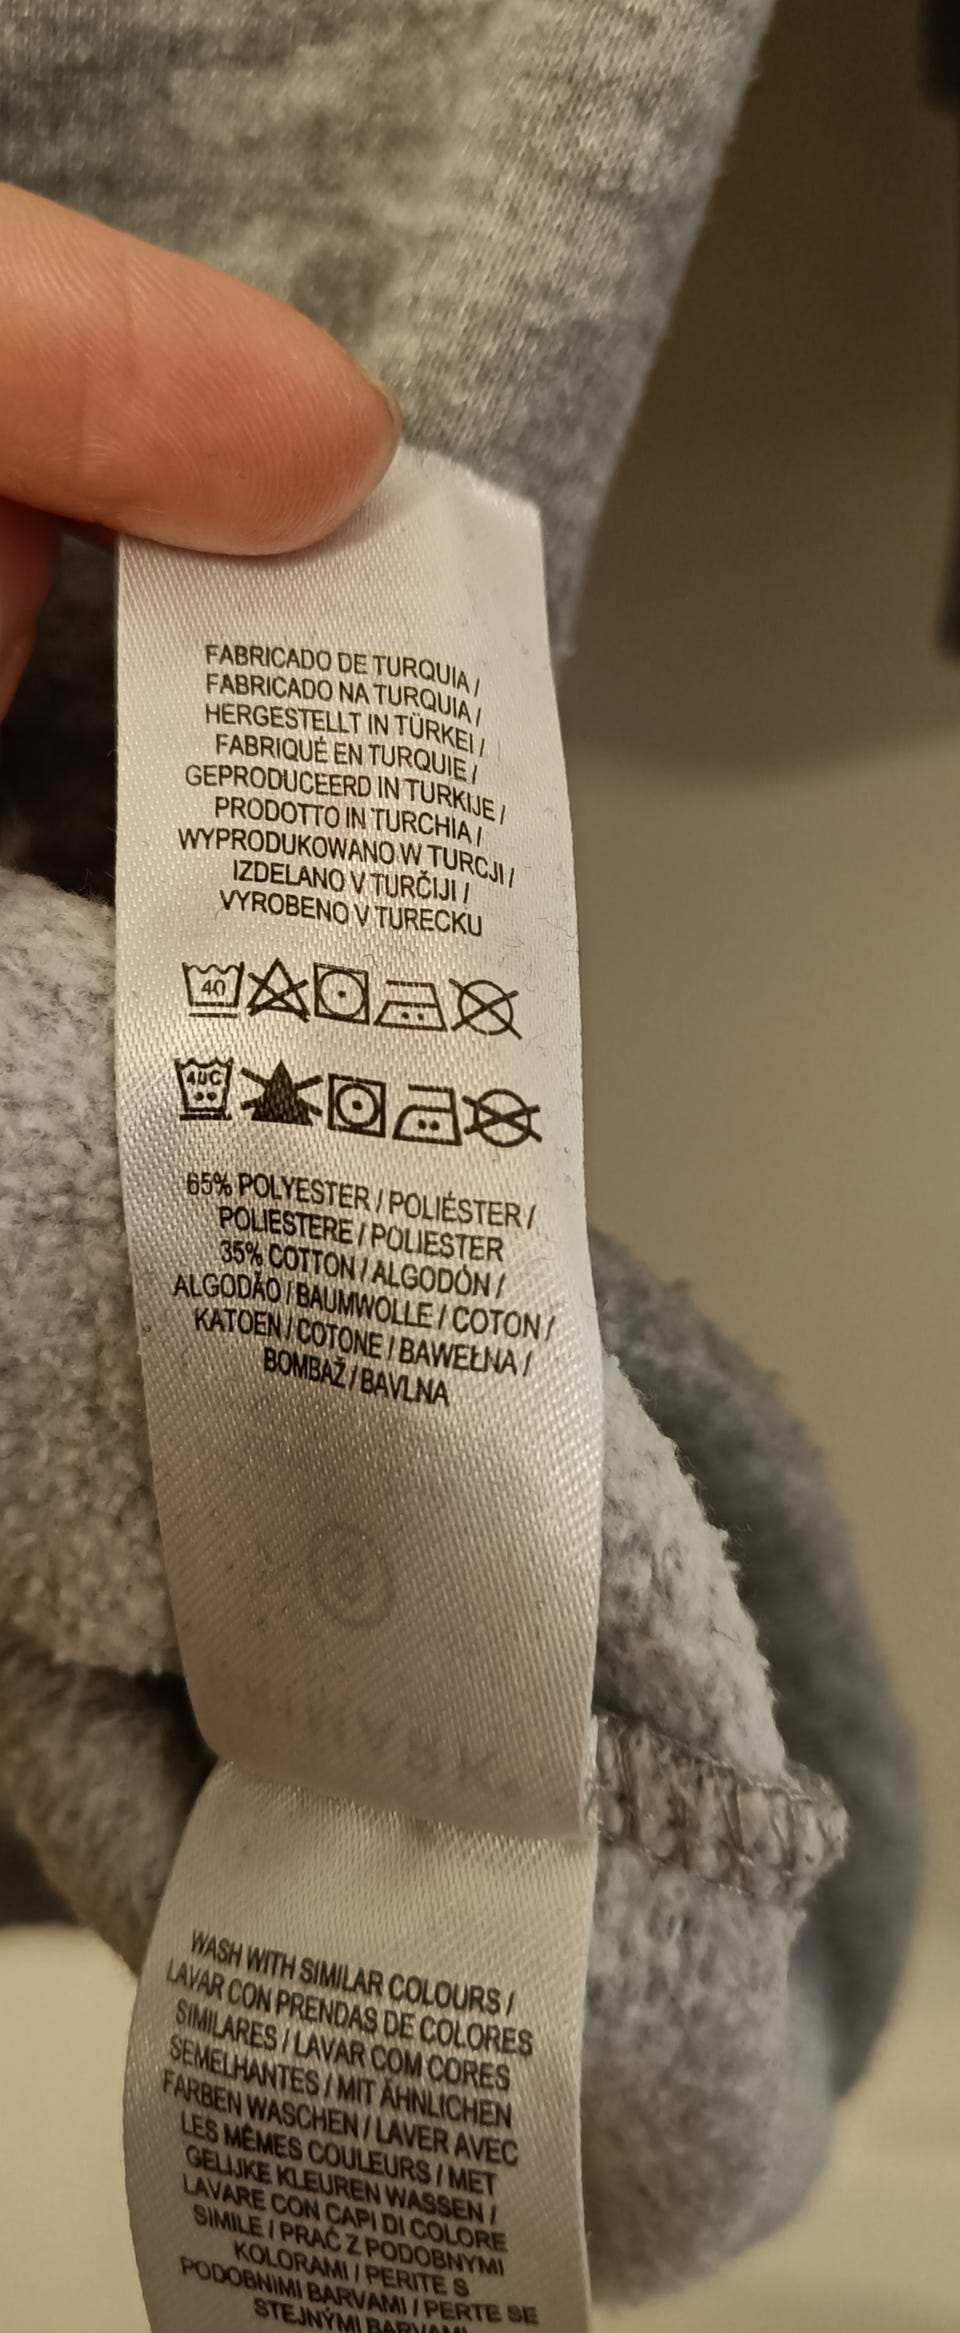 FABRICADO DE TURQUIA /
FABRICADO NA TURQUIA /
HERGESTELLT IN TÜRKEI /
FABRIQUÉ EN TURQUIE /
GEPRODUCEERD IN TURKIJE /
PRODOTTO IN TURCHIA /
WYPRODUKOWANO W TURCJI /
IZDELANO V TURČIJI /
VYROBENO V TURECKU
40
40C
65% POLYESTER / POLIÉSTER /
POLIESTERE / POLIESTER
35% COTTON / ALGODÓN /
ALGODÃO / BAUMWOLLE / COTON /
KATOEN / COTONE / BAWEŁNA /
BOMBAŽ / BAVLNA
WASH WITH SIMILAR COLOURS /
LAVAR CON PRENDAS DE COLORES
SIMILARES / LAVAR COM CORES
SEMELHANTES / MIT ÄHNLICHEN
FARBEN WASCHEN / LAVER AVEC
LES MÊMES COULEURS / MET
GELIJKE KLEUREN WASSEN /
LAVARE CON CAPI DI COLORE
SIMILE / PRAĆ Z PODOBNYMI
KOLORAMI / PERITE S
PODOBNIMI BARVAMI / PERTE SE
STEJNÝMI BARVAMI